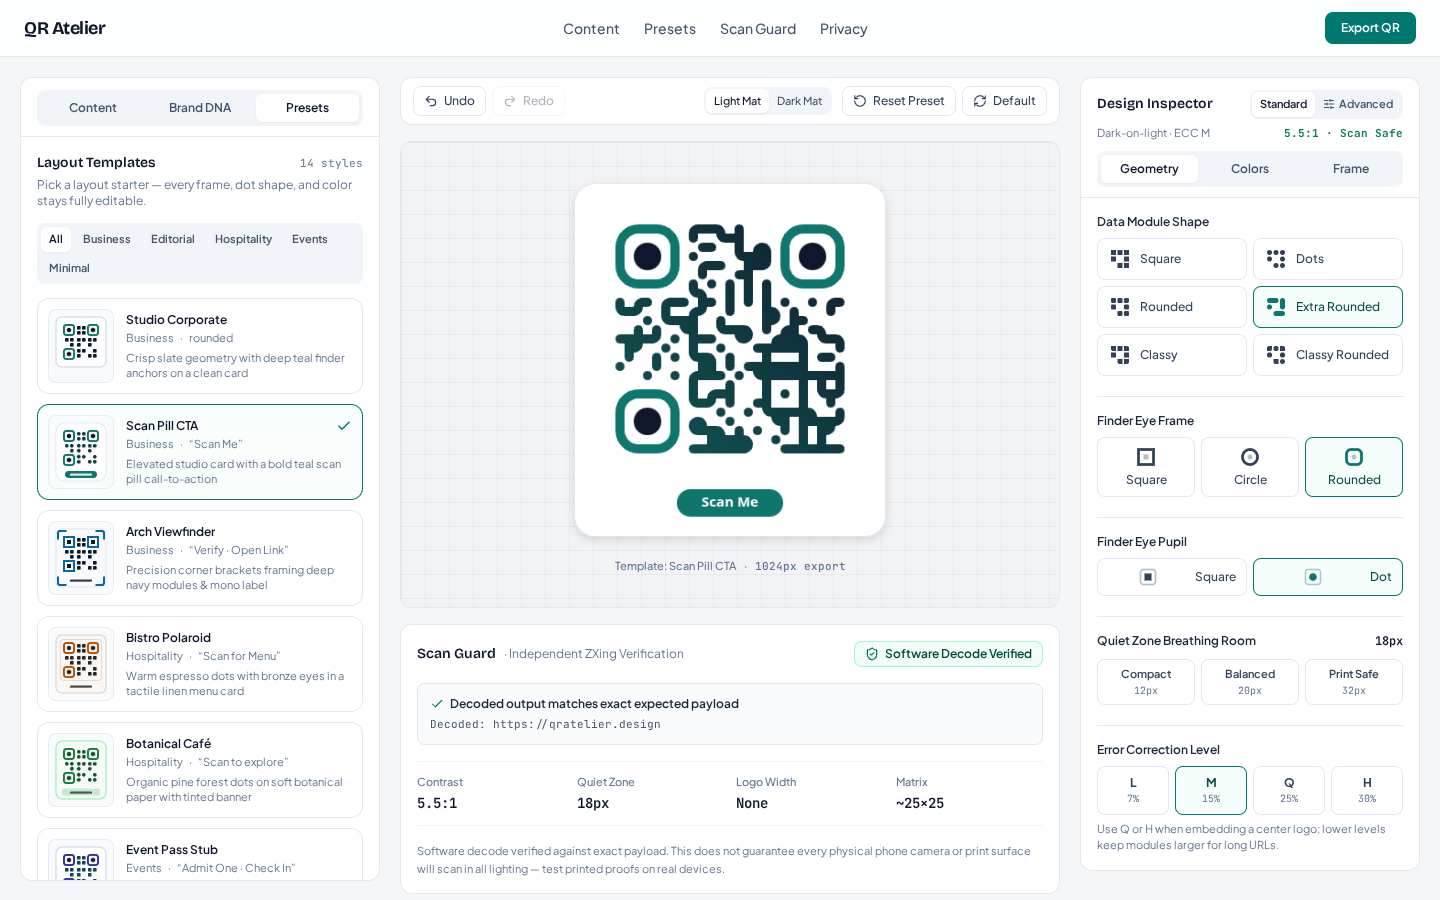 QR Atelier
Content
Presets
Scan Guard
Privacy
Export QR
Content
Brand DNA
Presets
Layout Templates
14 styles
Pick a layout starter — every frame, dot shape, and color
stays fully editable.
All
Business
Editorial
Hospitality
Events
Minimal
Studio Corporate
Business · rounded
Crisp slate geometry with deep teal finder
anchors on a clean card
Scan Pill CTA
Business · “Scan Me”
Elevated studio card with a bold teal scan
pill call-to-action
Arch Viewfinder
Business · “Verify · Open Link”
Precision corner brackets framing deep
navy modules & mono label
Bistro Polaroid
Hospitality · “Scan for Menu”
Warm espresso dots with bronze eyes in a
tactile linen menu card
Botanical Café
Hospitality · “Scan to explore”
Organic pine forest dots on soft botanical
paper with tinted banner
Event Pass Stub
Events · “Admit One · Check In”
Undo
Redo
Light Mat
Dark Mat
Reset Preset
Default
Scan Me
Template: Scan Pill CTA · 1024px export
Scan Guard · Independent ZXing Verification
Software Decode Verified
Decoded output matches exact expected payload
Decoded: https://qratelier.design
Contrast
5.5:1
Quiet Zone
18px
Logo Width
None
Matrix
~25×25
Software decode verified against exact payload. This does not guarantee every physical phone camera or print surface
will scan in all lighting — test printed proofs on real devices.
Design Inspector
Standard
Advanced
Dark-on-light · ECC M
5.5:1 · Scan Safe
Geometry
Colors
Frame
Data Module Shape
Square
Dots
Rounded
Extra Rounded
Classy
Classy Rounded
Finder Eye Frame
Square
Circle
Rounded
Finder Eye Pupil
Square
Dot
Quiet Zone Breathing Room
18px
Compact
12px
Balanced
20px
Print Safe
32px
Error Correction Level
L
7%
M
15%
Q
25%
H
30%
Use Q or H when embedding a center logo; lower levels
keep modules larger for long URLs.